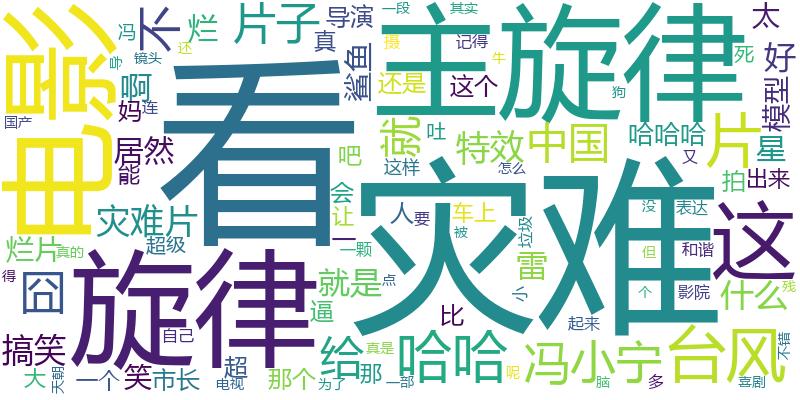 一段
其实
太
片子
导演
冯
不
烂
真
记得
死
好
主旋律
影
电影
导
镜头
还
摄
牛
啊
鲨鱼
还是
这个
狗
模型
看
国产
妈
连
居然
能
就
吐
特效
中国
哈哈哈
片
星
又
吧
这样
怎么
拍
出来
灾难
灾难片
会
让
人
要
车上
没
表达
这
烂片
真的
超级
一
一颗
被
垃圾
但
和谐
得
囧
旋律
就是
点
雷
小
个
影院
什么
残
逼
比
起来
搞笑
自己
超
给
哈哈
冯小宁
台风
不错
大
天朝
一个
笑
市长
电视
那个
为了
那
真是
一部
呢
脑
多
喜剧